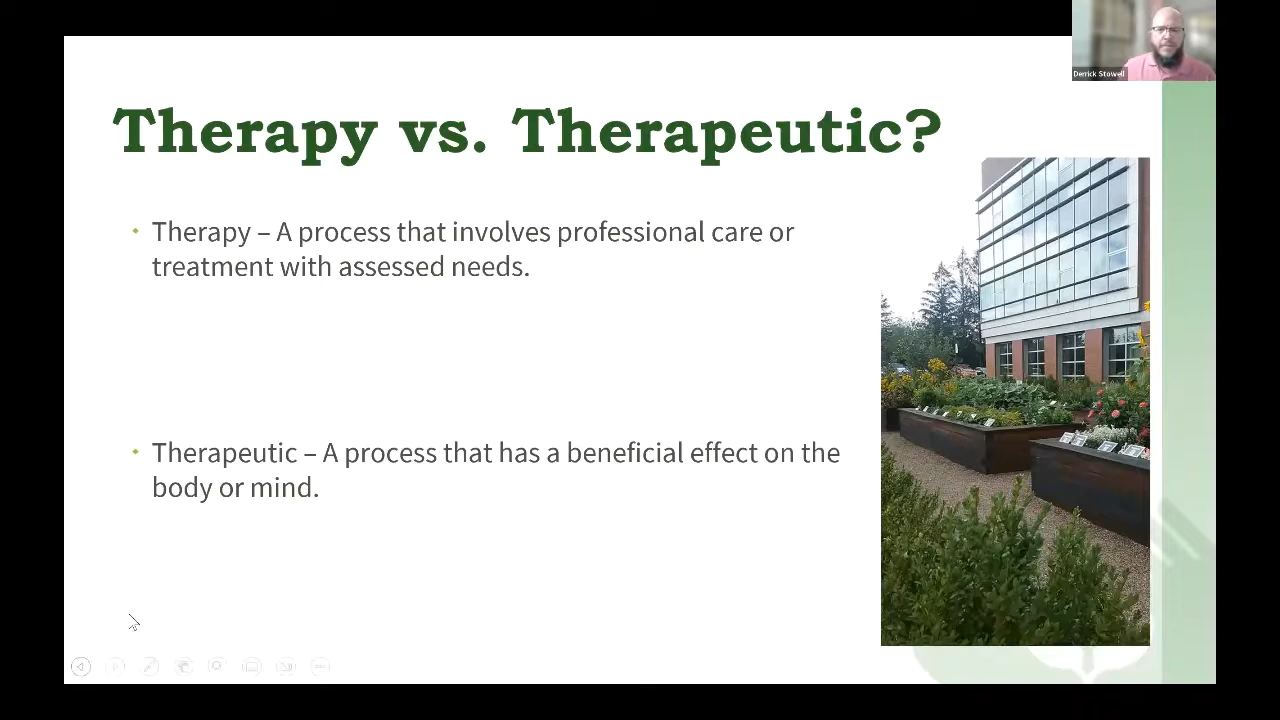 Derrick Stowell
Therapy vs. Therapeutic?
• Therapy – A process that involves professional care or
treatment with assessed needs.
• Therapeutic – A process that has a beneficial effect on the
body or mind.